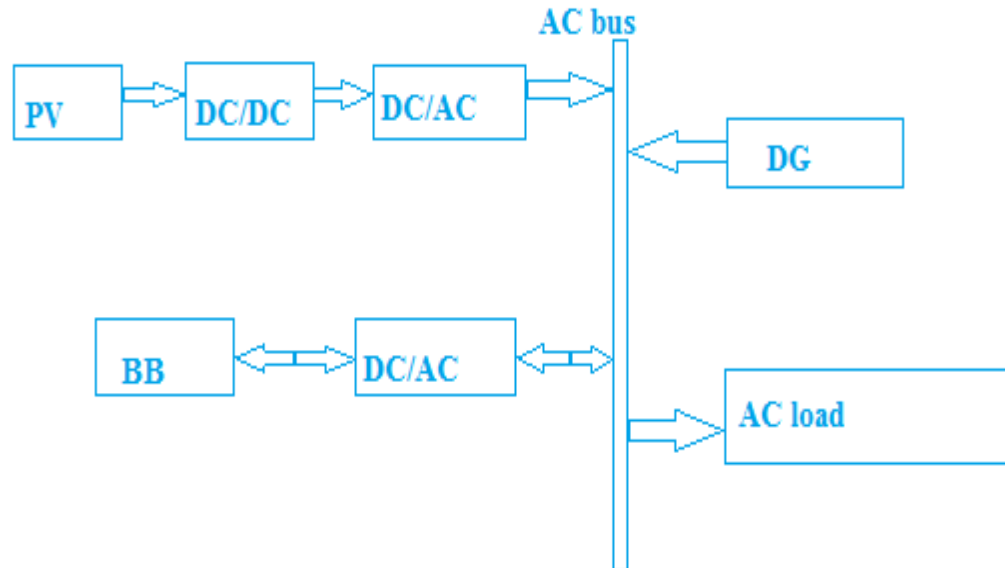 AC bus
PV
DC/DC
DC/AC
DG
BB
DC/AC
AC load